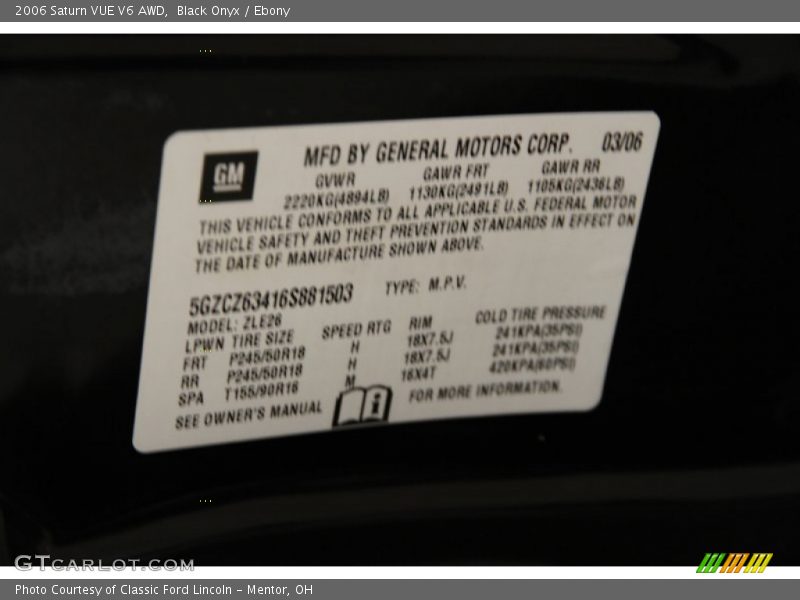 2006 Saturn VUE V6 AWD, Black Onyx / Ebony
GM
MFD BY GENERAL MOTORS CORP. 03/06
GVWR GAWR FRT GAWR RR
2220KG(4894LB) 1130KG(2491LB) 1105KG(2436LB)
THIS VEHICLE CONFORMS TO ALL APPLICABLE U.S. FEDERAL MOTOR
VEHICLE SAFETY AND THEFT PREVENTION STANDARDS IN EFFECT ON
THE DATE OF MANUFACTURE SHOWN ABOVE.
5GZCZ63416S881503 TYPE: M.P.V.
MODEL: ZLE26
LPWN TIRE SIZE SPEED RTG RIM COLD TIRE PRESSURE
FRT P245/50R18 H 18X7.5J 241KPA(35PSI)
RR P245/50R18 H 18X7.5J 241KPA(35PSI)
SPA T155/90R16 M 16X4T 420KPA(60PSI)
SEE OWNER'S MANUAL i FOR MORE INFORMATION.
GTCARLOT.COM
Photo Courtesy of Classic Ford Lincoln - Mentor, OH